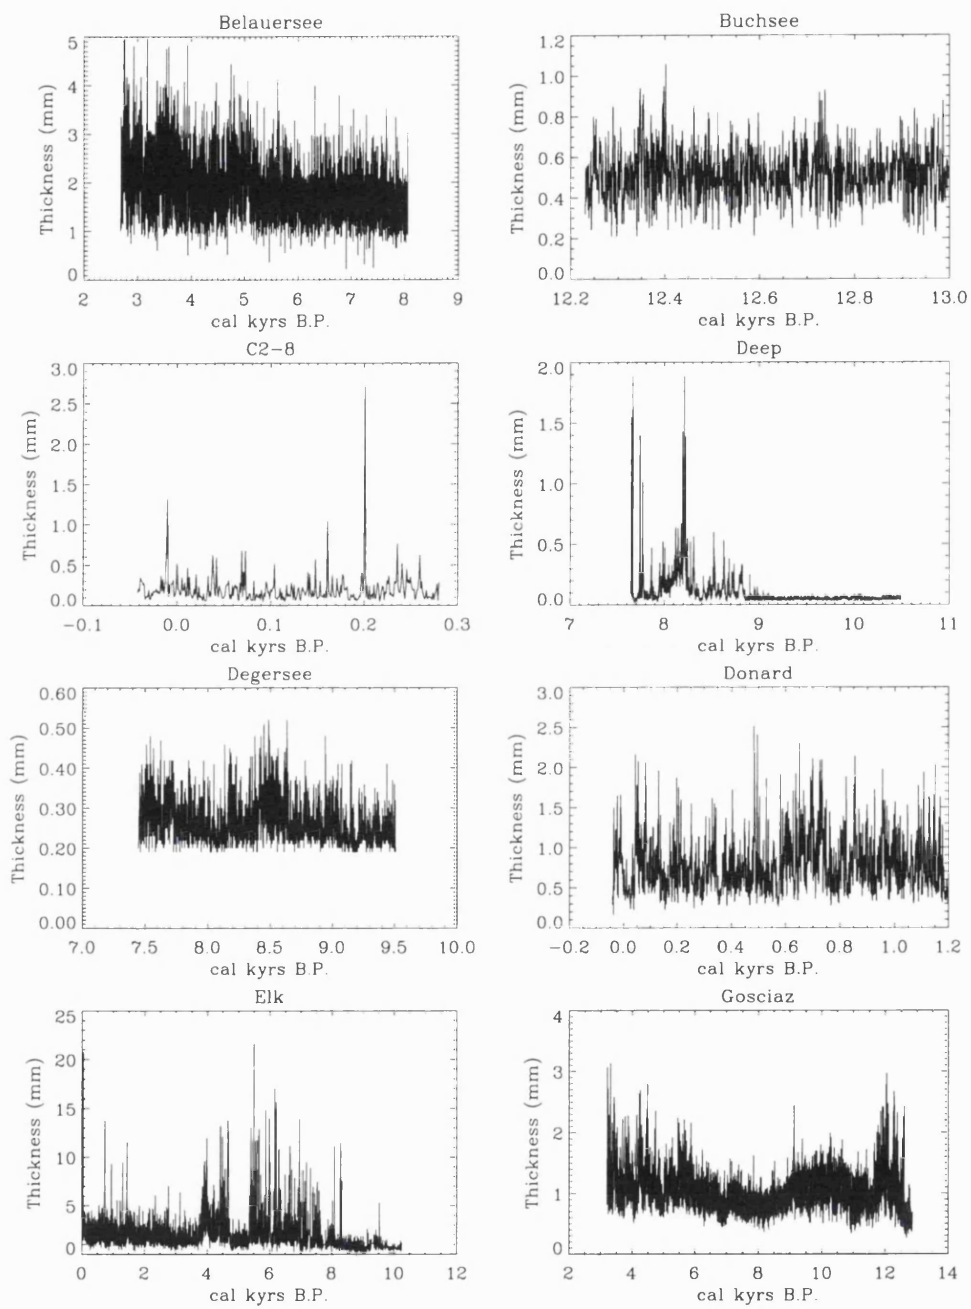 Belauersee
Thickness (mm)
5
4
3
2
1
0
2 3 4 5 6 7 8 9
cal kyrs B.P.
Buchsee
Thickness (mm)
1.2
1.0
0.8
0.6
0.4
0.2
0.0
12.2 12.4 12.6 12.8 13.0
cal kyrs B.P.
C2-8
Thickness (mm)
3.0
2.5
2.0
1.5
1.0
0.5
0.0
-0.1 0.0 0.1 0.2 0.3
cal kyrs B.P.
Deep
Thickness (mm)
2.0
1.5
1.0
0.5
0.0
7 8 9 10 11
cal kyrs B.P.
Degersee
Thickness (mm)
0.60
0.50
0.40
0.30
0.20
0.10
0.00
7.0 7.5 8.0 8.5 9.0 9.5 10.0
cal kyrs B.P.
Donard
Thickness (mm)
3.0
2.5
2.0
1.5
1.0
0.5
0.0
-0.2 0.0 0.2 0.4 0.6 0.8 1.0 1.2
cal kyrs B.P.
Elk
Thickness (mm)
25
20
15
10
5
0
0 2 4 6 8 10 12
cal kyrs B.P.
Gosciaz
Thickness (mm)
4
3
2
1
0
2 4 6 8 10 12 14
cal kyrs B.P.